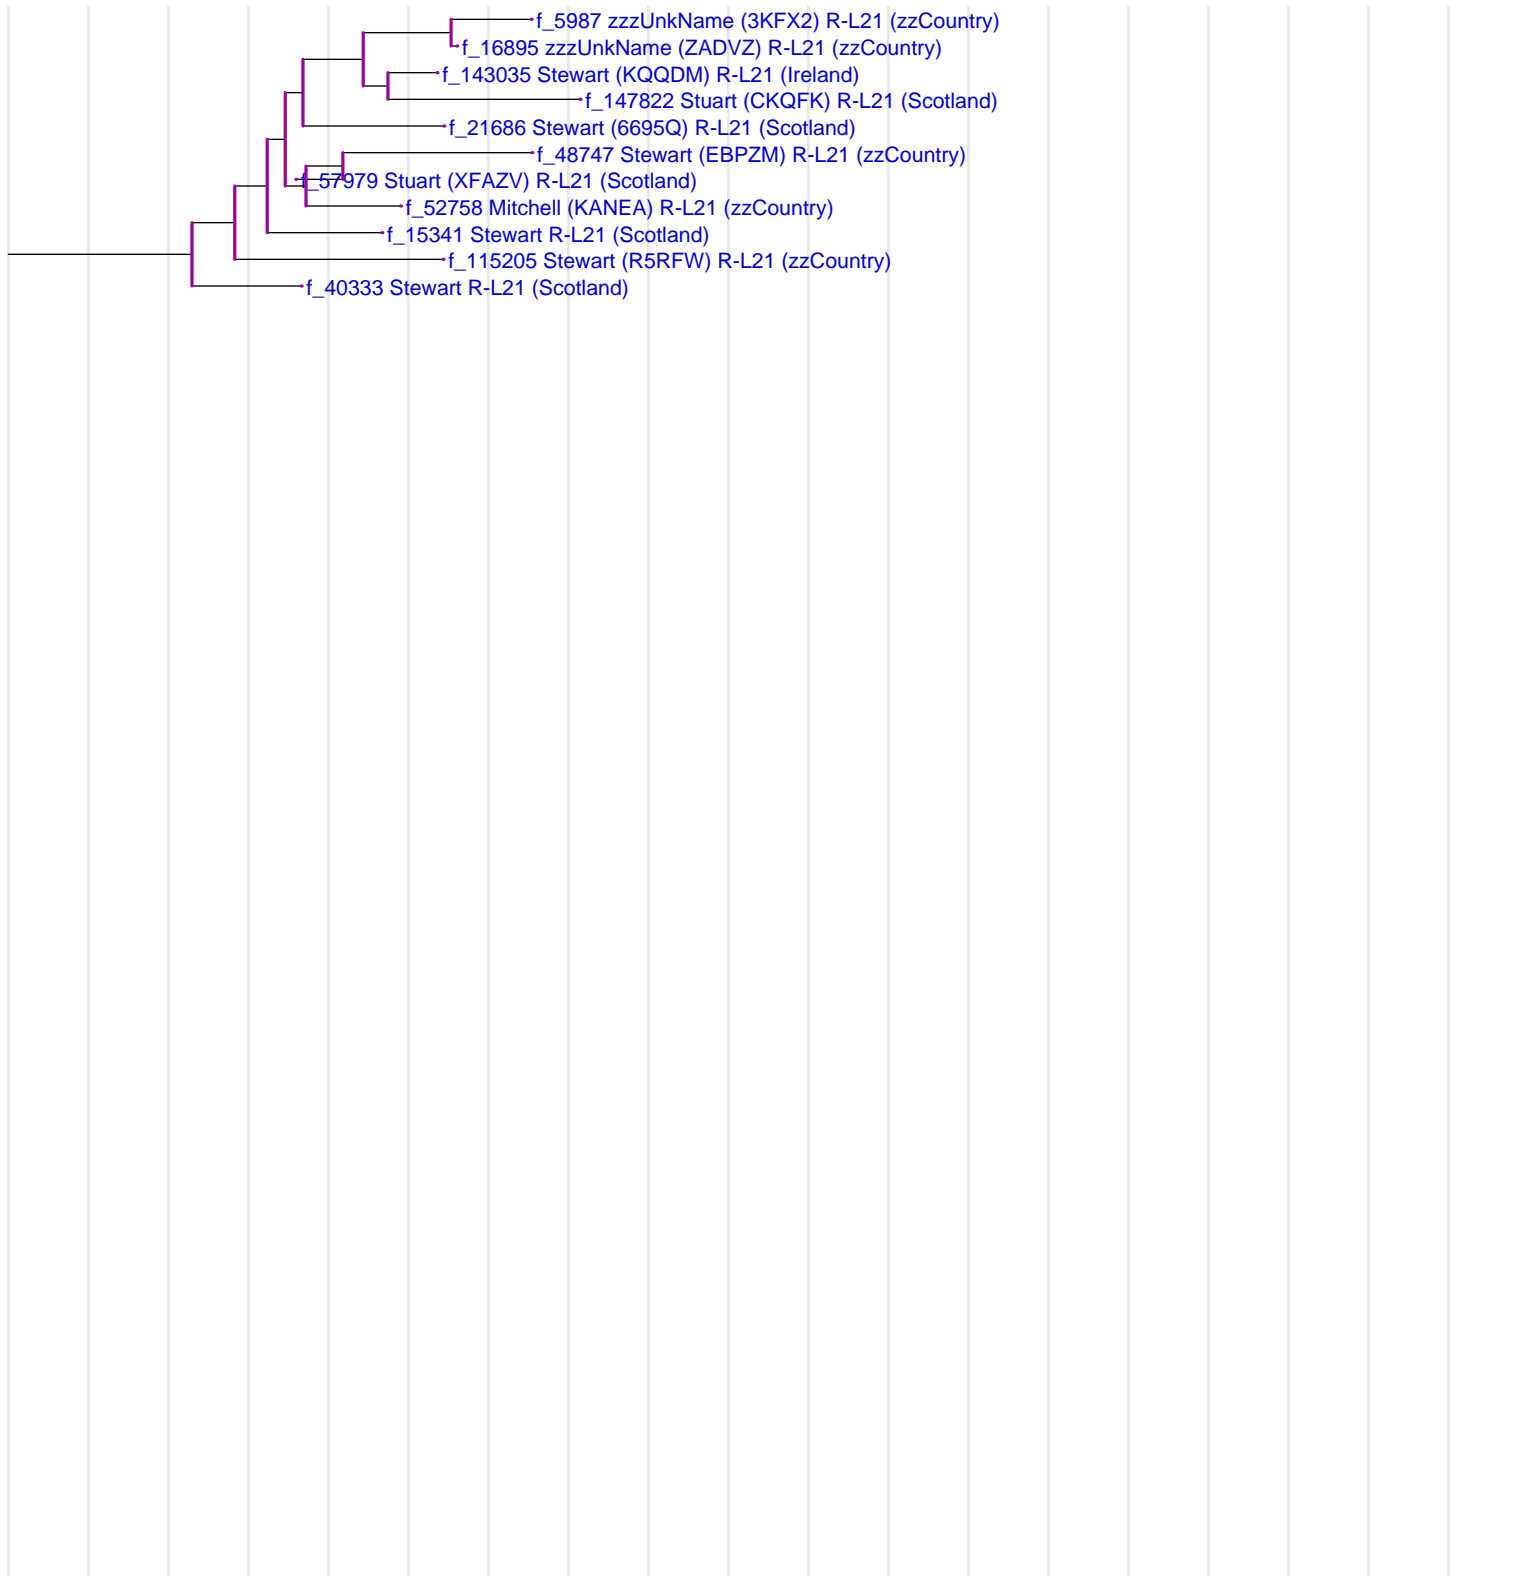 f_5987 zzzUnkName (3KFX2) R-L21 (zzCountry)
f_16895 zzzUnkName (ZADVZ) R-L21 (zzCountry)
f_143035 Stewart (KQQDM) R-L21 (Ireland)
f_147822 Stuart (CKQFK) R-L21 (Scotland)
f_21686 Stewart (6695Q) R-L21 (Scotland)
f_48747 Stewart (EBPZM) R-L21 (zzCountry)
f_57979 Stuart (XFAZV) R-L21 (Scotland)
f_52758 Mitchell (KANEA) R-L21 (zzCountry)
f_15341 Stewart R-L21 (Scotland)
f_115205 Stewart (R5RFW) R-L21 (zzCountry)
f_40333 Stewart R-L21 (Scotland)